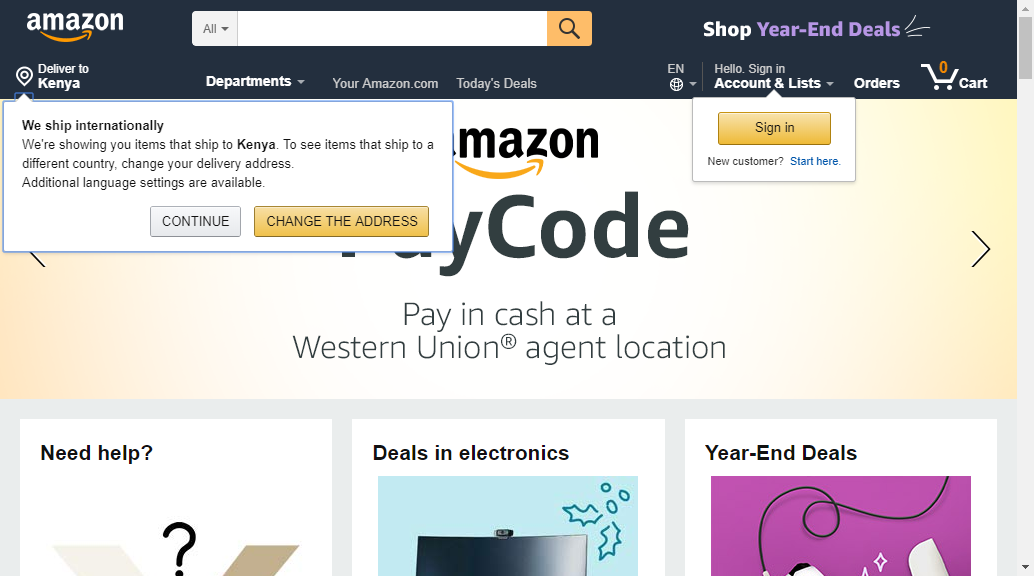 amazon
All
Shop Year-End Deals
Deliver to
Kenya
Departments
Your Amazon.com
Today's Deals
EN
Hello. Sign in
Account & Lists
Orders
0
Cart
We ship internationally
We're showing you items that ship to Kenya. To see items that ship to a
different country, change your delivery address.
Additional language settings are available.
CONTINUE
CHANGE THE ADDRESS
Sign in
New customer? Start here.
amazon
PayCode
Pay in cash at a
Western Union® agent location
Need help?
Deals in electronics
Year-End Deals
?